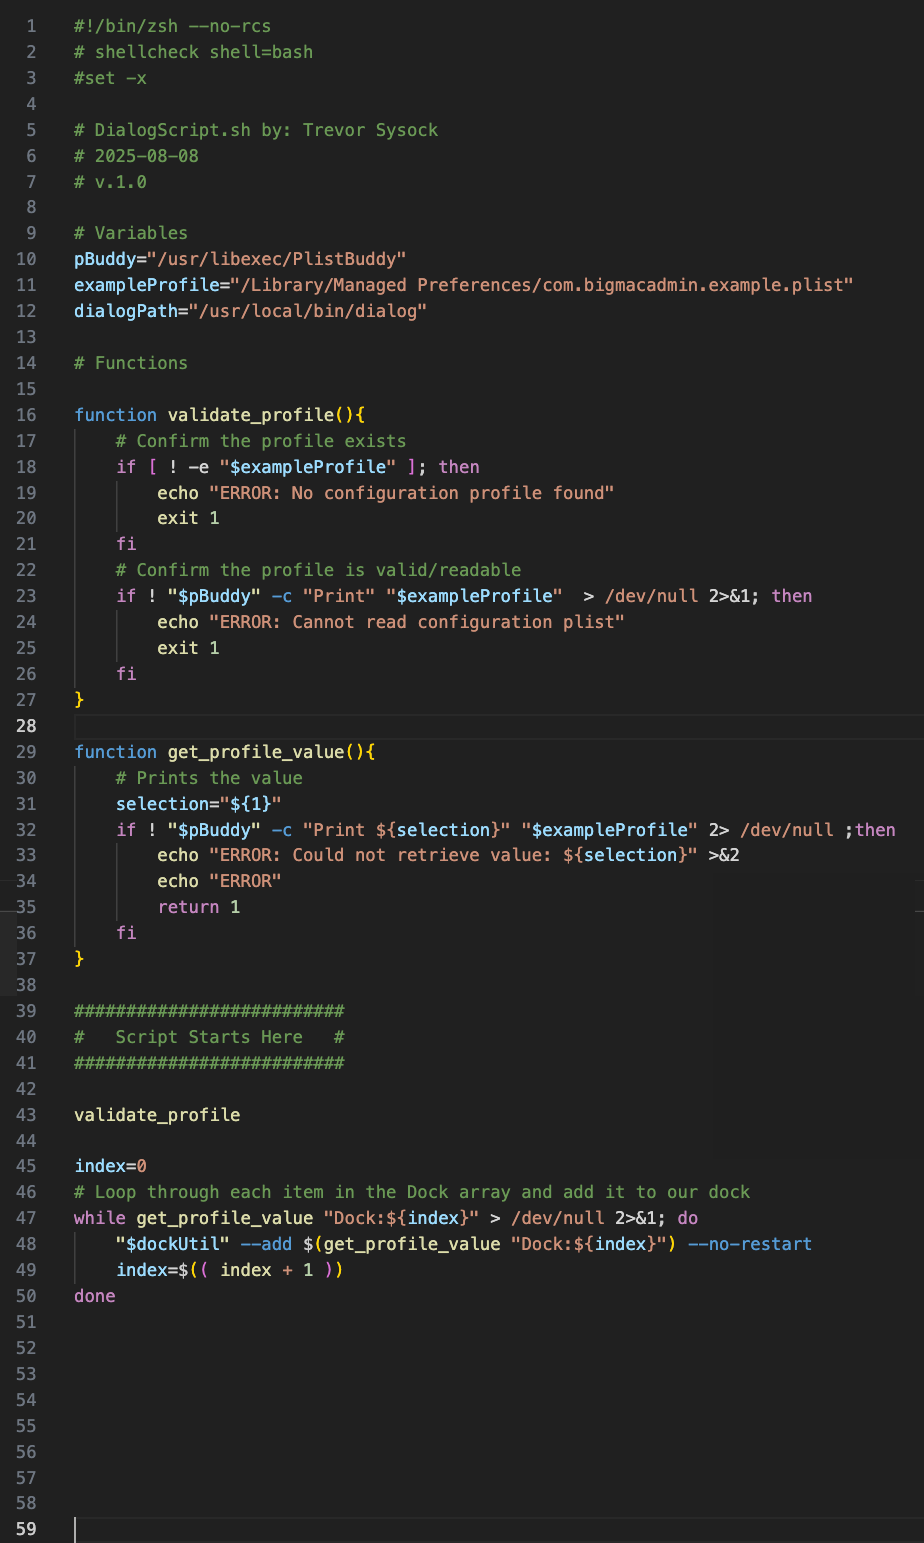 1 #!/bin/zsh --no-rcs
2 # shellcheck shell=bash
3 #set -x
4
5 # DialogScript.sh by: Trevor Sysock
6 # 2025-08-08
7 # v.1.0
8
9 # Variables
10 pBuddy="/usr/libexec/PlistBuddy"
11 exampleProfile="/Library/Managed Preferences/com.bigmacadmin.example.plist"
12 dialogPath="/usr/local/bin/dialog"
13
14 # Functions
15
16 function validate_profile(){
17     # Confirm the profile exists
18     if [ ! -e "$exampleProfile" ]; then
19         echo "ERROR: No configuration profile found"
20         exit 1
21     fi
22     # Confirm the profile is valid/readable
23     if ! "$pBuddy" -c "Print" "$exampleProfile"  > /dev/null 2>&1; then
24         echo "ERROR: Cannot read configuration plist"
25         exit 1
26     fi
27 }
28
29 function get_profile_value(){
30     # Prints the value
31     selection="${1}"
32     if ! "$pBuddy" -c "Print ${selection}" "$exampleProfile" 2> /dev/null ;then
33         echo "ERROR: Could not retrieve value: ${selection}" >&2
34         echo "ERROR"
35         return 1
36     fi
37 }
38
39 ##########################
40 #   Script Starts Here   #
41 ##########################
42
43 validate_profile
44
45 index=0
46 # Loop through each item in the Dock array and add it to our dock
47 while get_profile_value "Dock:${index}" > /dev/null 2>&1; do
48     "$dockUtil" --add $(get_profile_value "Dock:${index}") --no-restart
49     index=$(( index + 1 ))
50 done
51
52
53
54
55
56
57
58
59